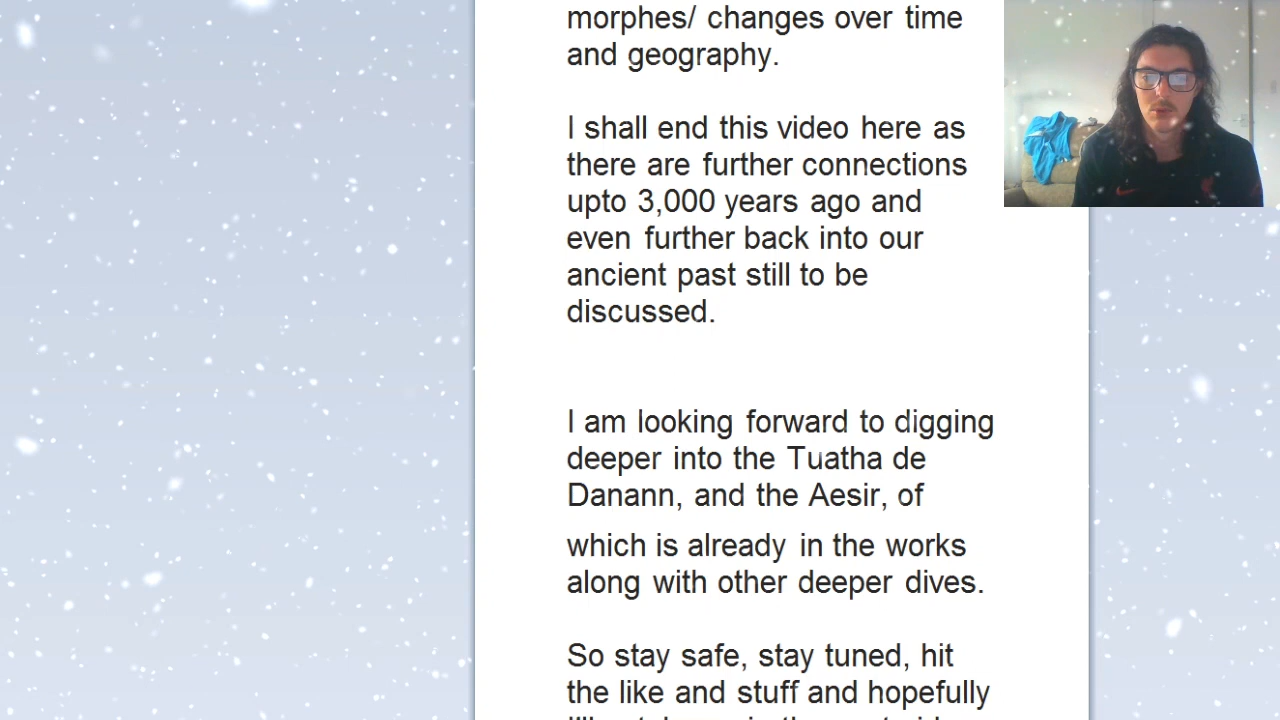 morphes/ changes over time
and geography.
I shall end this video here as
there are further connections
upto 3,000 years ago and
even further back into our
ancient past still to be
discussed.
I am looking forward to digging
deeper into the Tuatha de
Danann, and the Aesir, of
which is already in the works
along with other deeper dives.
So stay safe, stay tuned, hit
the like and stuff and hopefully